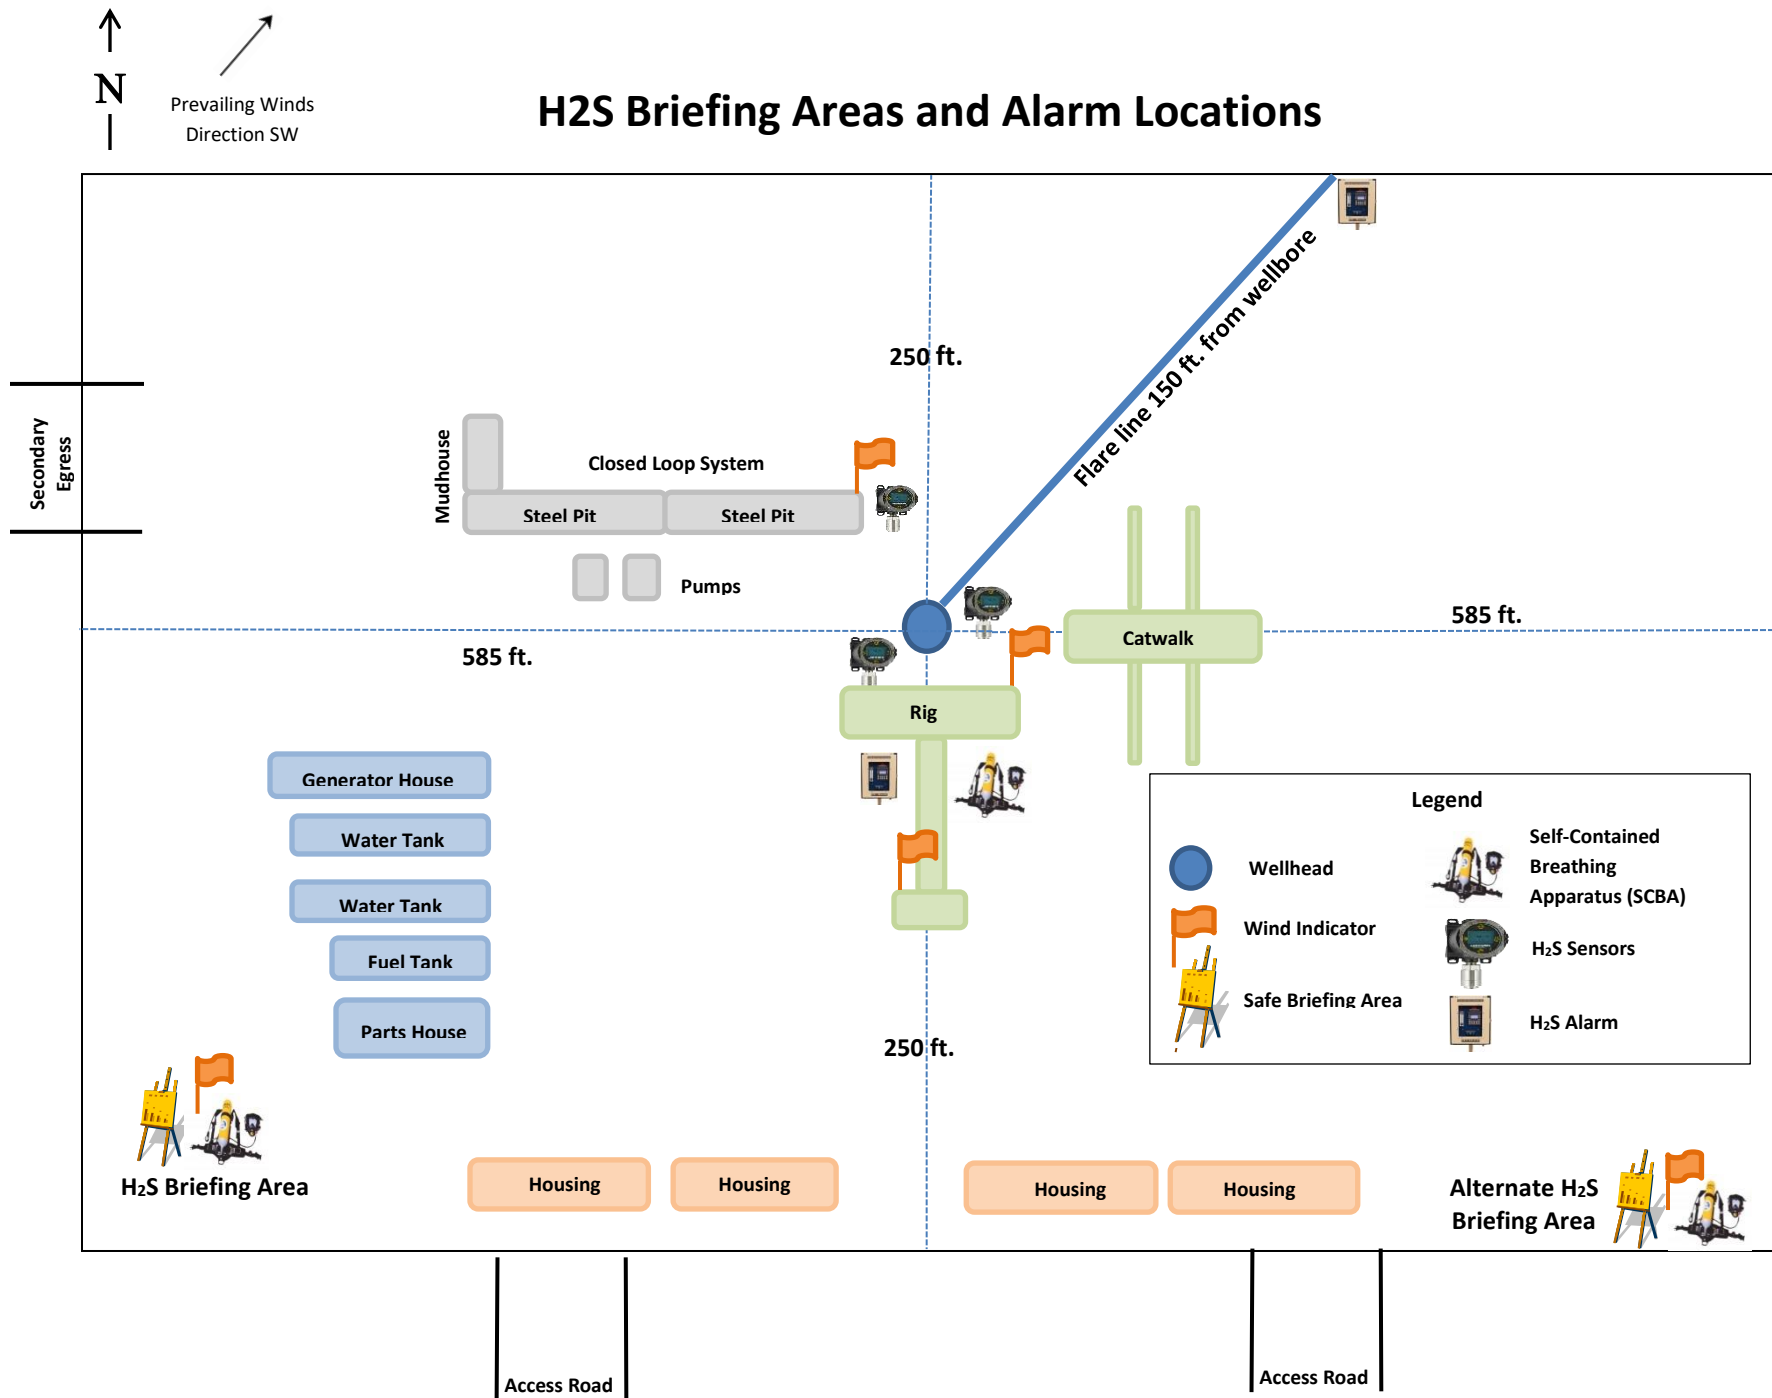 N
Prevailing Winds
Direction SW
H2S Briefing Areas and Alarm Locations
250 ft.
Flare line 150 ft. from wellbore
Secondary
Egress
Mudhouse
Closed Loop System
Steel Pit
Steel Pit
Pumps
585 ft.
585 ft.
Catwalk
Rig
Generator House
Water Tank
Water Tank
Fuel Tank
Parts House
250 ft.
Legend
Wellhead
Wind Indicator
Safe Briefing Area
Self-Contained
Breathing
Apparatus (SCBA)
H₂S Sensors
H₂S Alarm
H₂S Briefing Area
Housing
Housing
Housing
Housing
Alternate H₂S
Briefing Area
Access Road
Access Road